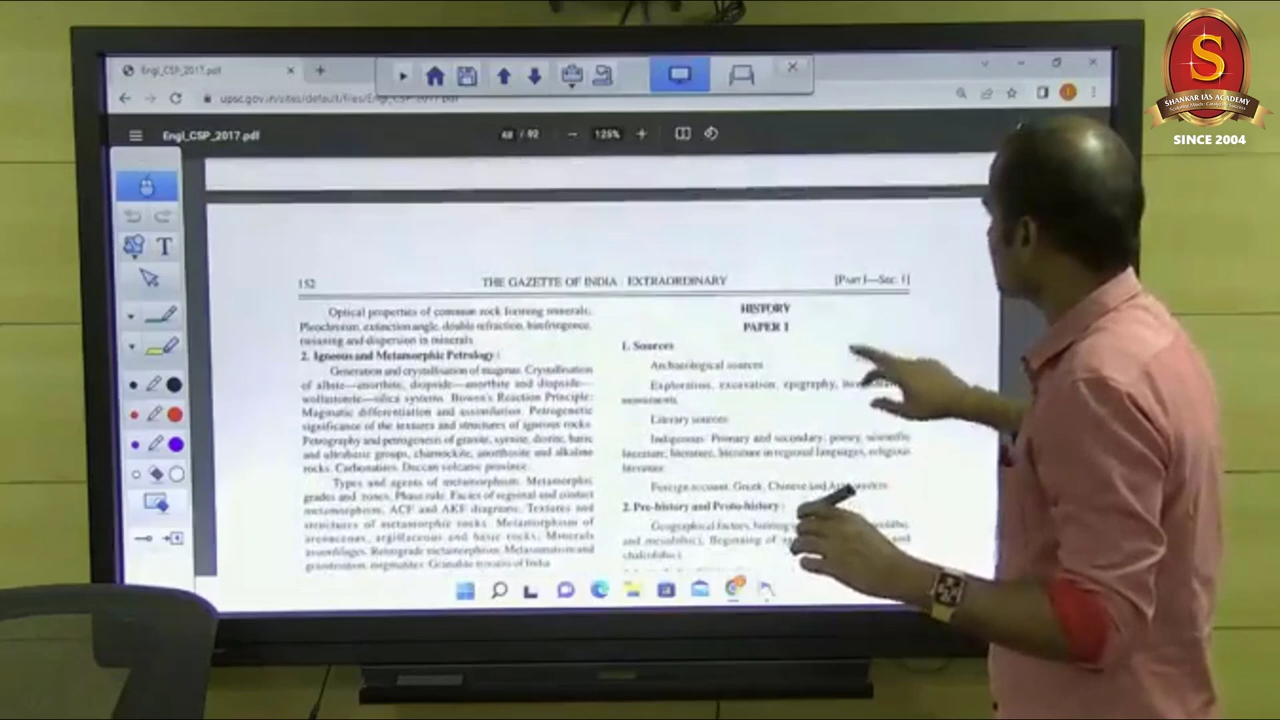 Engl_CSP_2017.pdf
upsc.gov.in/sites/default/files/Engl_CSP_2017.pdf
Engl_CSP_2017.pdf
48 / 92
125%
T
152
THE GAZETTE OF INDIA : EXTRAORDINARY
[PART I—SEC. 1]
Optical properties of common rock forming minerals;
Pleochroism, extinction angle, double refraction, birefringence,
twinning and dispersion in minerals
2. Igneous and Metamorphic Petrology :
Generation and crystallisation of magmas. Crystallisation
of albite—anorthite, diopside—anorthite and diopside—
wollastonite—silica systems. Bowen's Reaction Principle;
Magmatic differentiation and assimilation. Petrogenetic
significance of the textures and structures of igneous rocks.
Petrography and petrogenesis of granite, syenite, diorite, basic
and ultrabasic groups, charnockite, anorthosite and alkaline
rocks. Carbonatites. Deccan volcanic province.
Types and agents of metamorphism. Metamorphic
grades and zones. Phase rule. Facies of regional and contact
metamorphism, ACF and AKF diagrams. Textures and
structures of metamorphic rocks. Metamorphism of
arenaceous, argillaceous and basic rocks. Minerals
assemblages. Retrograde metamorphism. Metasomatism and
granitisation, migmatites. Granulite terrains of India
HISTORY
PAPER I
1. Sources
Archaeological sources
Exploration, excavation, epigraphy,
monuments
Literary sources:
Indigenous: Primary and secondary; poetry, scientific
literature, literature, literature in regional languages, religious
literature.
Foreign account: Greek, Chinese and writers
2. Pre-history and Proto-history :
Geographical factors, hunting
and mesolithic); Beginning of and
chalcolithic).
S
SHANKAR IAS ACADEMY
SINCE 2004